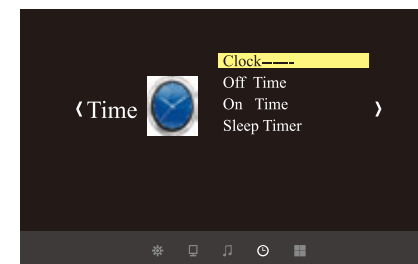 Time
Clock-----
Off Time
On Time
Sleep Timer